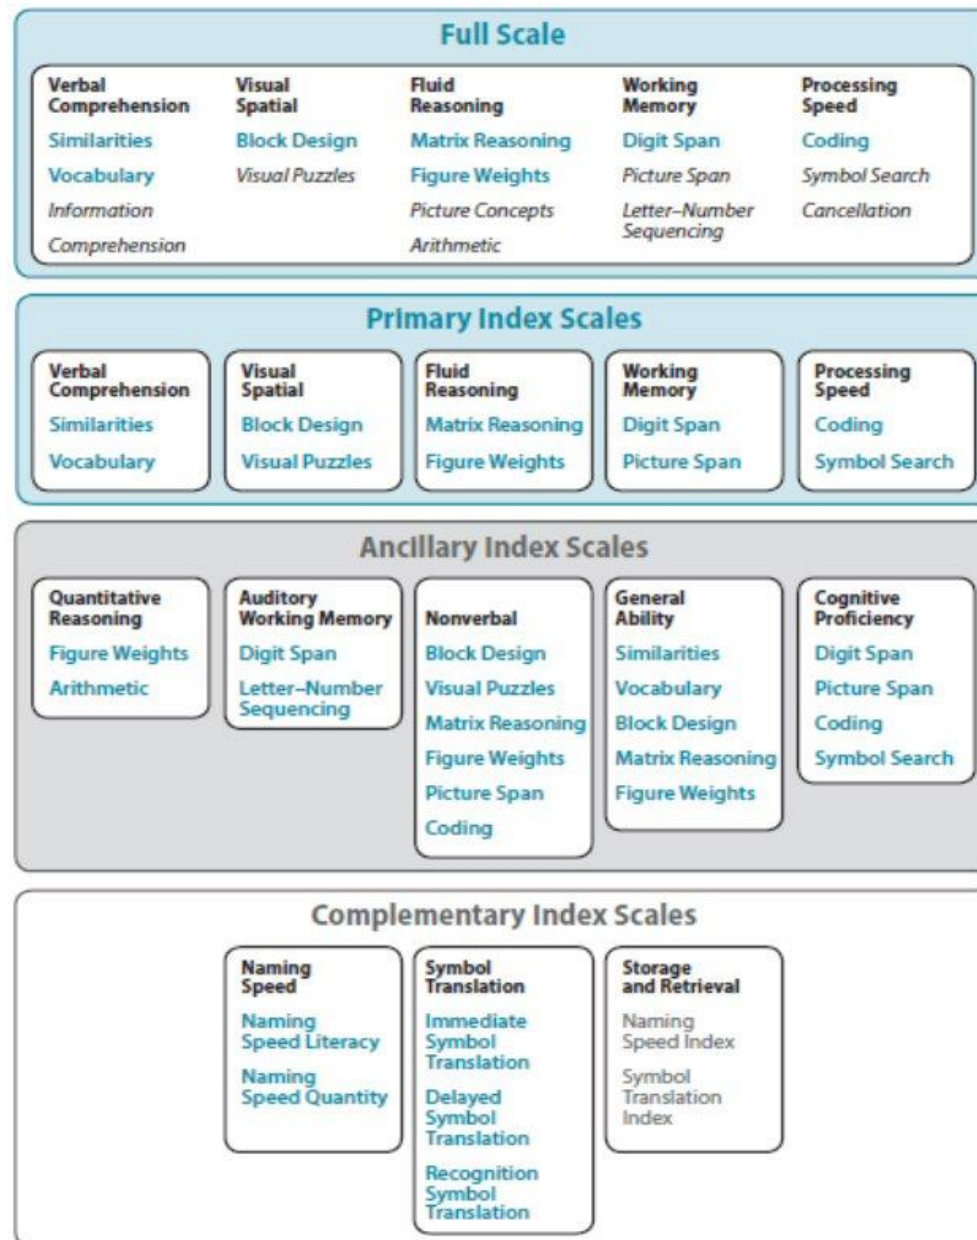 Full Scale
Verbal
Comprehension
Similarities
Vocabulary
Information
Comprehension
Visual
Spatial
Block Design
Visual Puzzles
Fluid
Reasoning
Matrix Reasoning
Figure Weights
Picture Concepts
Arithmetic
Working
Memory
Digit Span
Picture Span
Letter–Number
Sequencing
Processing
Speed
Coding
Symbol Search
Cancellation
Primary Index Scales
Verbal
Comprehension
Similarities
Vocabulary
Visual
Spatial
Block Design
Visual Puzzles
Fluid
Reasoning
Matrix Reasoning
Figure Weights
Working
Memory
Digit Span
Picture Span
Processing
Speed
Coding
Symbol Search
Ancillary Index Scales
Quantitative
Reasoning
Figure Weights
Arithmetic
Auditory
Working Memory
Digit Span
Letter–Number
Sequencing
Nonverbal
Block Design
Visual Puzzles
Matrix Reasoning
Figure Weights
Picture Span
Coding
General
Ability
Similarities
Vocabulary
Block Design
Matrix Reasoning
Figure Weights
Cognitive
Proficiency
Digit Span
Picture Span
Coding
Symbol Search
Complementary Index Scales
Naming
Speed
Naming
Speed Literacy
Naming
Speed Quantity
Symbol
Translation
Immediate
Symbol
Translation
Delayed
Symbol
Translation
Recognition
Symbol
Translation
Storage
and Retrieval
Naming
Speed Index
Symbol
Translation
Index